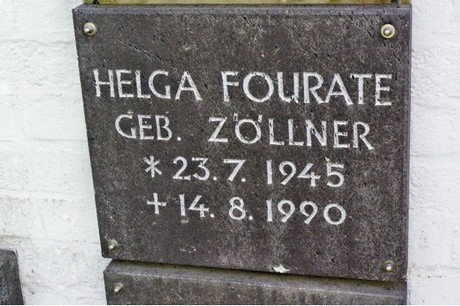 HELGA FOURATE
GEB. ZÖLLNER
* 23. 7. 1945
+ 14. 8. 1990